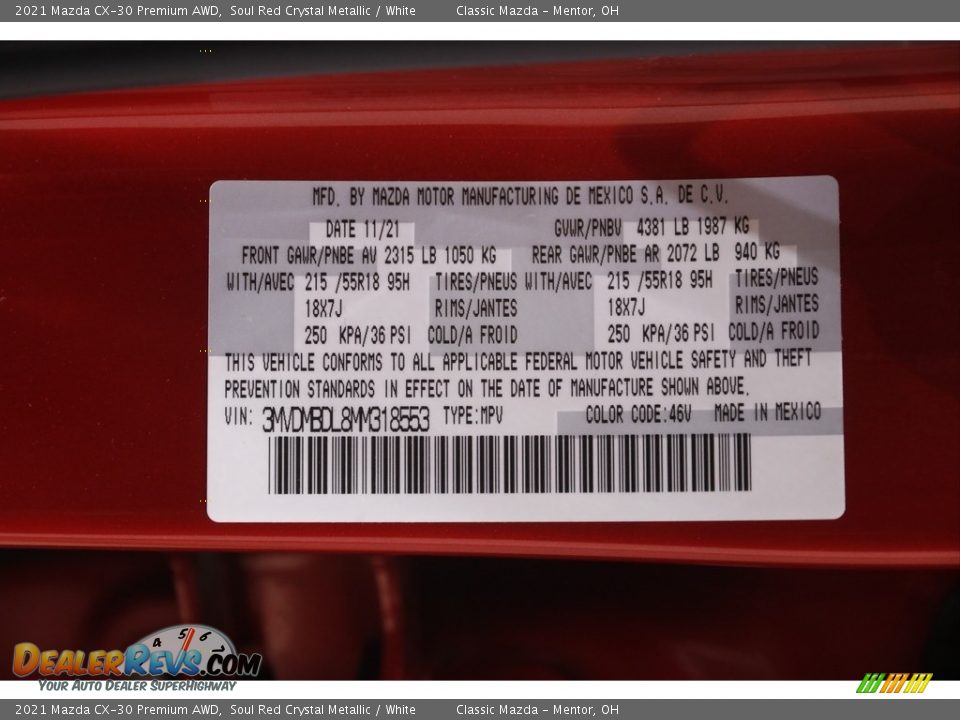 2021 Mazda CX-30 Premium AWD, Soul Red Crystal Metallic / White Classic Mazda - Mentor, OH
MFD. BY MAZDA MOTOR MANUFACTURING DE MEXICO S.A. DE C.V.
DATE 11/21 GVWR/PNBV 4381 LB 1987 KG
FRONT GAWR/PNBE AV 2315 LB 1050 KG REAR GAWR/PNBE AR 2072 LB 940 KG
WITH/AVEC 215 /55R18 95H TIRES/PNEUS WITH/AVEC 215 /55R18 95H TIRES/PNEUS
18X7J RIMS/JANTES 18X7J RIMS/JANTES
250 KPA/36 PSI COLD/A FROID 250 KPA/36 PSI COLD/A FROID
THIS VEHICLE CONFORMS TO ALL APPLICABLE FEDERAL MOTOR VEHICLE SAFETY AND THEFT
PREVENTION STANDARDS IN EFFECT ON THE DATE OF MANUFACTURE SHOWN ABOVE.
VIN: 3MVDMBDL8MM318553 TYPE:MPV COLOR CODE:46V MADE IN MEXICO
4 5 6
DEALERREVS.COM
YOUR AUTO DEALER SUPERHIGHWAY
2021 Mazda CX-30 Premium AWD, Soul Red Crystal Metallic / White Classic Mazda - Mentor, OH